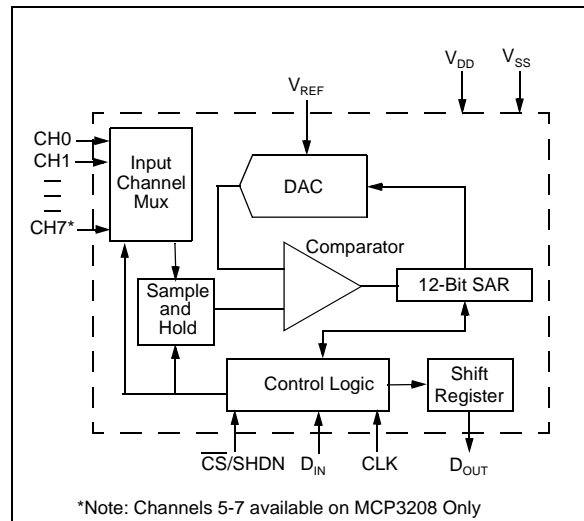 V_DD V_SS
V_REF
CH0
CH1
CH7*
Input
Channel
Mux
DAC
Comparator
Sample
and
Hold
12-Bit SAR
Control Logic
Shift
Register
C̅S̅/SHDN D_IN CLK D_OUT
*Note: Channels 5-7 available on MCP3208 Only